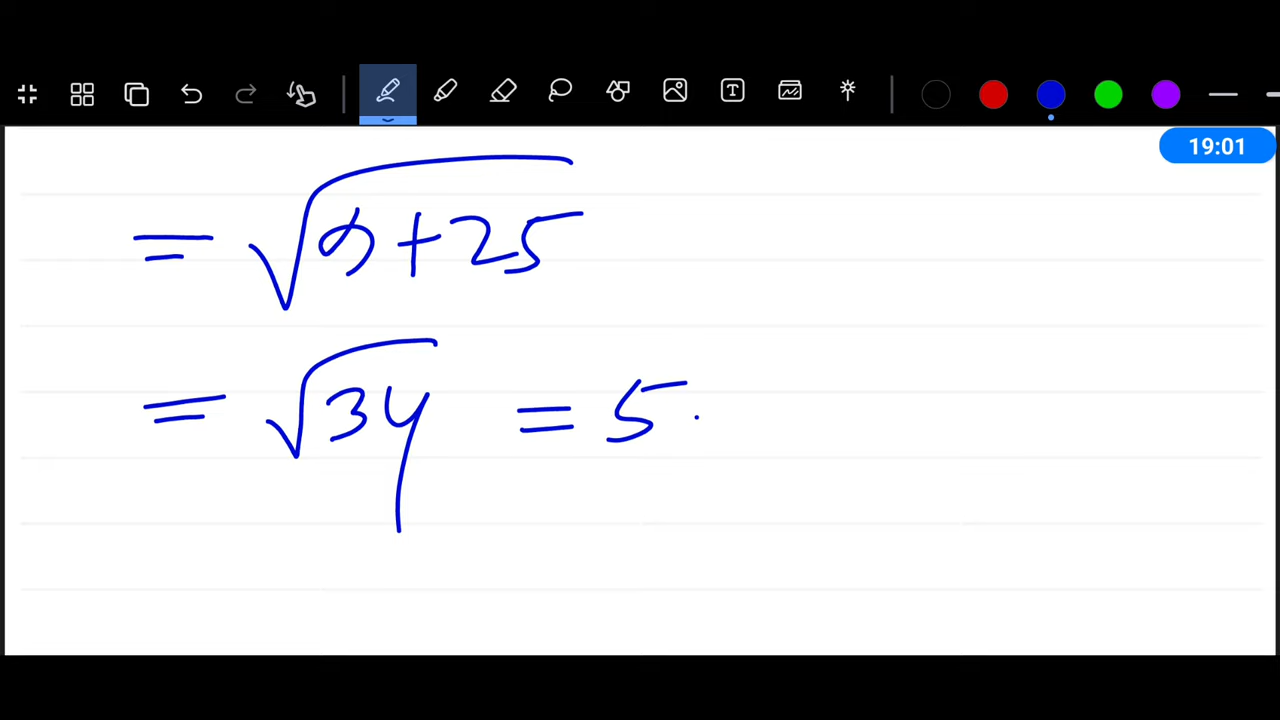 19:01
= √9+25
= √34 = 5.